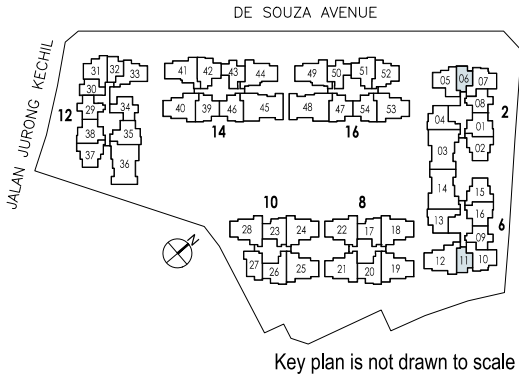 DE SOUZA AVENUE
JALAN JURONG KECHIL
31 32 33
30
29 34
12
38 35
37 36
41 42 43 44
40 39 46 45
14
49 50 51 52
48 47 54 53
16
05 06 07
08
04 01 2
03 02
14 15
13 16 6
09
12 11 10
10
28 23 24
27 26 25
8
22 17 18
21 20 19
N
Key plan is not drawn to scale